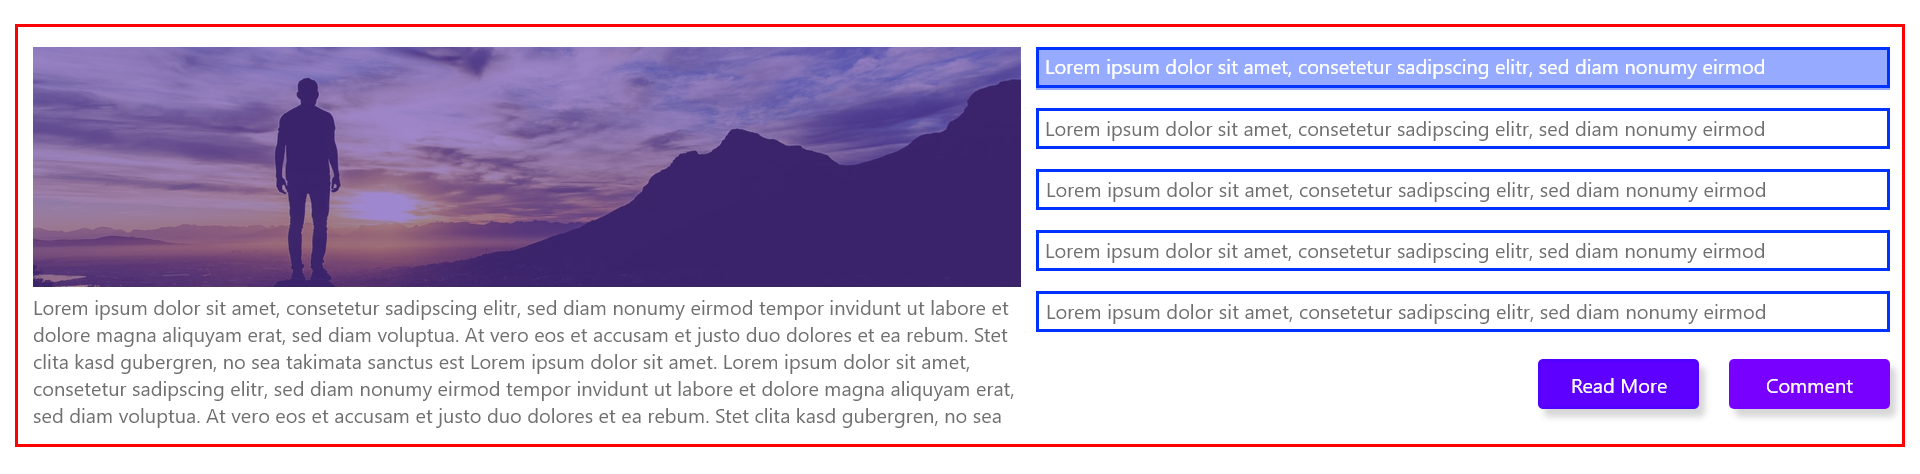 Lorem ipsum dolor sit amet, consetetur sadipscing elitr, sed diam nonumy eirmod tempor invidunt ut labore et
dolore magna aliquyam erat, sed diam voluptua. At vero eos et accusam et justo duo dolores et ea rebum. Stet
clita kasd gubergren, no sea takimata sanctus est Lorem ipsum dolor sit amet. Lorem ipsum dolor sit amet,
consetetur sadipscing elitr, sed diam nonumy eirmod tempor invidunt ut labore et dolore magna aliquyam erat,
sed diam voluptua. At vero eos et accusam et justo duo dolores et ea rebum. Stet clita kasd gubergren, no sea
Lorem ipsum dolor sit amet, consetetur sadipscing elitr, sed diam nonumy eirmod
Lorem ipsum dolor sit amet, consetetur sadipscing elitr, sed diam nonumy eirmod
Lorem ipsum dolor sit amet, consetetur sadipscing elitr, sed diam nonumy eirmod
Lorem ipsum dolor sit amet, consetetur sadipscing elitr, sed diam nonumy eirmod
Lorem ipsum dolor sit amet, consetetur sadipscing elitr, sed diam nonumy eirmod
Read More
Comment